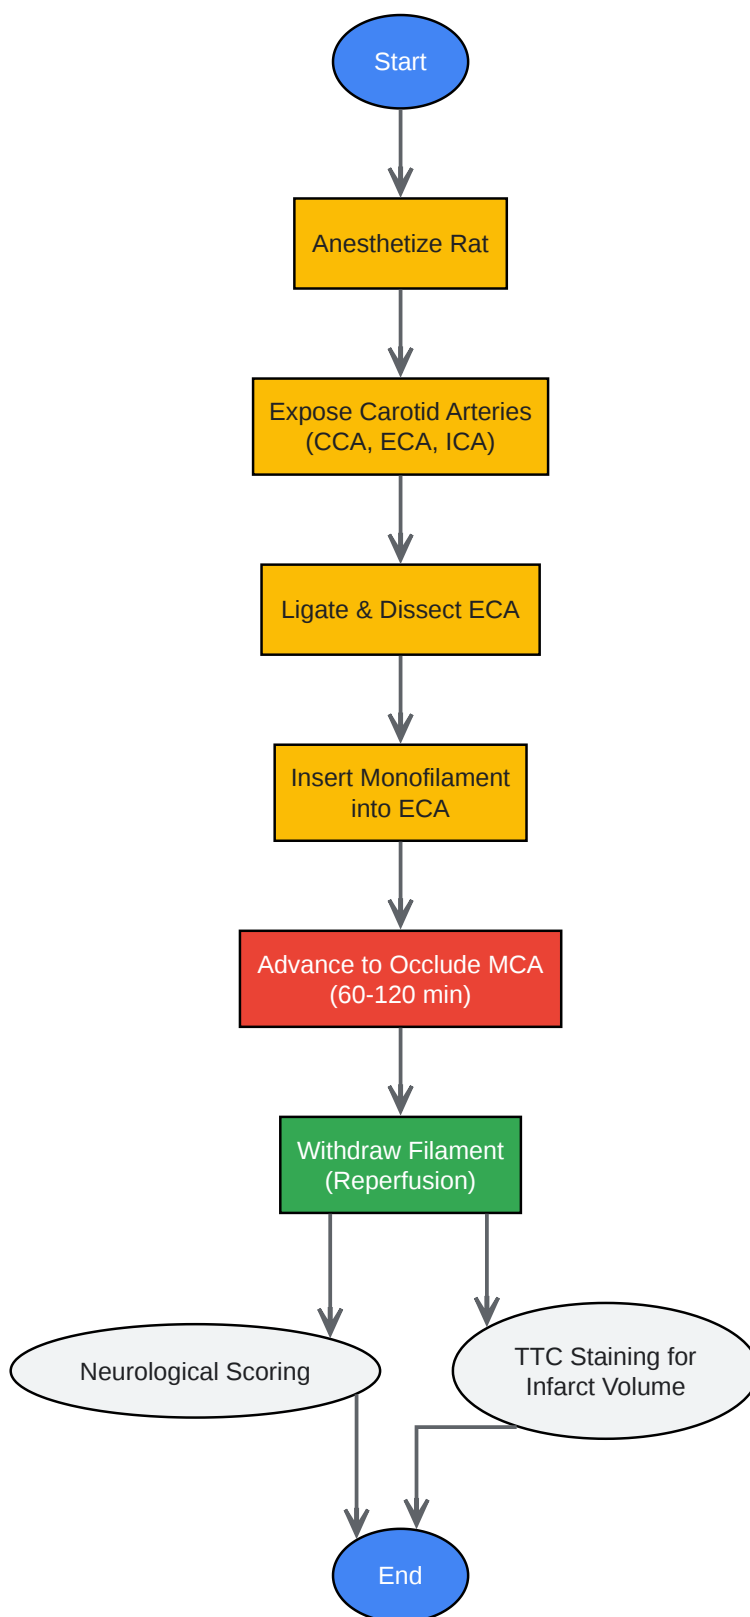 Start
Anesthetize Rat
Expose Carotid Arteries
(CCA, ECA, ICA)
Ligate & Dissect ECA
Insert Monofilament
into ECA
Advance to Occlude MCA
(60-120 min)
Withdraw Filament
(Reperfusion)
Neurological Scoring
TTC Staining for
Infarct Volume
End